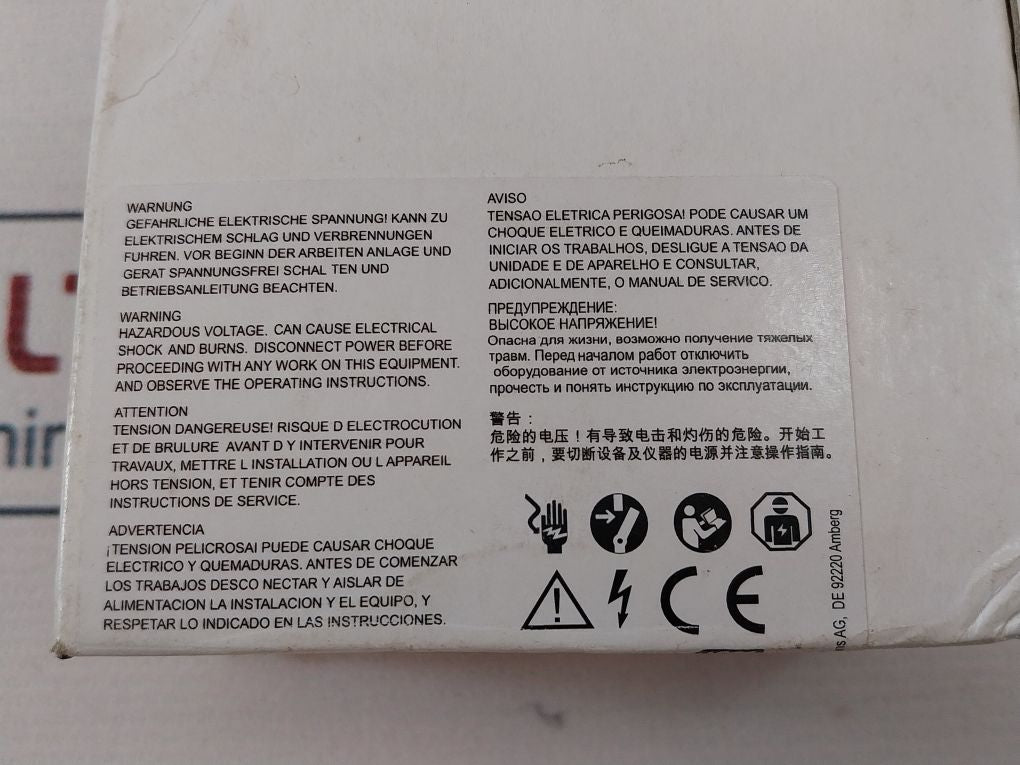 WARNUNG
GEFAHRLICHE ELEKTRISCHE SPANNUNG! KANN ZU
ELEKTRISCHEM SCHLAG UND VERBRENNUNGEN
FUHREN. VOR BEGINN DER ARBEITEN ANLAGE UND
GERAT SPANNUNGSFREI SCHAL TEN UND
BETRIEBSANLEITUNG BEACHTEN.
WARNING
HAZARDOUS VOLTAGE. CAN CAUSE ELECTRICAL
SHOCK AND BURNS. DISCONNECT POWER BEFORE
PROCEEDING WITH ANY WORK ON THIS EQUIPMENT.
AND OBSERVE THE OPERATING INSTRUCTIONS.
ATTENTION
TENSION DANGEREUSE! RISQUE D ELECTROCUTION
ET DE BRULURE AVANT D Y INTERVENIR POUR
TRAVAUX, METTRE L INSTALLATION OU L APPAREIL
HORS TENSION, ET TENIR COMPTE DES
INSTRUCTIONS DE SERVICE.
ADVERTENCIA
¡TENSION PELICROSA! PUEDE CAUSAR CHOQUE
ELECTRICO Y QUEMADURAS. ANTES DE COMENZAR
LOS TRABAJOS DESCO NECTAR Y AISLAR DE
ALIMENTACION LA INSTALACION Y EL EQUIPO, Y
RESPETAR LO INDICADO EN LAS INSTRUCCIONES.
AVISO
TENSAO ELETRICA PERIGOSA! PODE CAUSAR UM
CHOQUE ELETRICO E QUEIMADURAS. ANTES DE
INICIAR OS TRABALHOS, DESLIGUE A TENSAO DA
UNIDADE E DE APARELHO E CONSULTAR,
ADICIONALMENTE, O MANUAL DE SERVICO.
ПРЕДУПРЕЖДЕНИЕ:
ВЫСОКОЕ НАПРЯЖЕНИЕ!
Опасна для жизни, возможно получение тяжелых
травм. Перед началом работ отключить
оборудование от источника электроэнергии,
прочесть и понять инструкцию по эксплуатации.
警告：
危险的电压！有导致电击和灼伤的危险。开始工
作之前，要切断设备及仪器的电源并注意操作指南。
CE
AG, DE 92220 Amberg